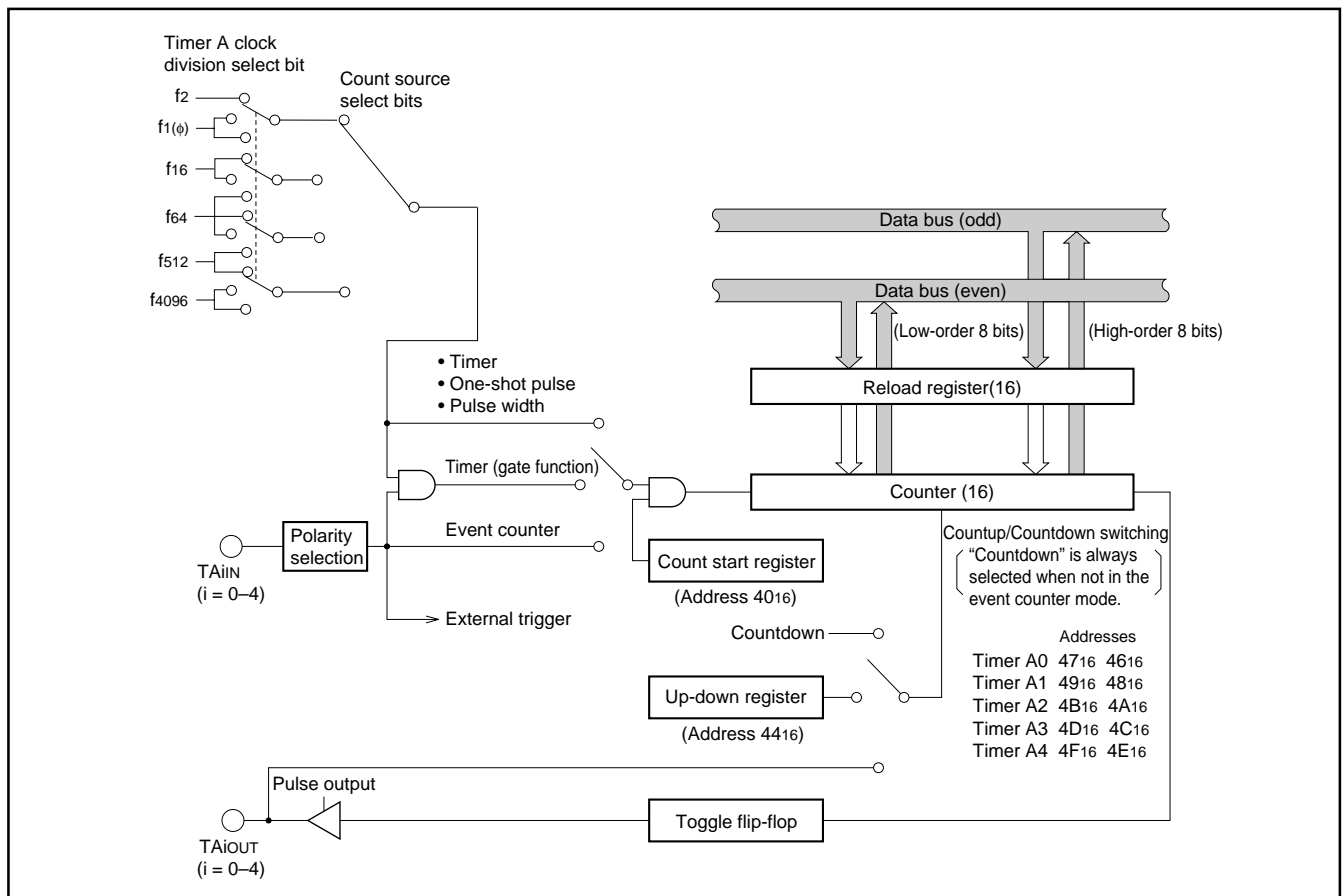 Timer A clock
division select bit
Count source
select bits
f2
f1(ϕ)
f16
f64
f512
f4096
Data bus (odd)
Data bus (even)
(Low-order 8 bits)
(High-order 8 bits)
• Timer
• One-shot pulse
• Pulse width
Reload register(16)
Timer (gate function)
Counter (16)
Polarity
selection
Event counter
TAiIN
(i = 0–4)
Count start register
(Address 4016)
Countup/Countdown switching
“Countdown” is always
selected when not in the
event counter mode.
External trigger
Countdown
Addresses
Timer A0 4716 4616
Timer A1 4916 4816
Timer A2 4B16 4A16
Timer A3 4D16 4C16
Timer A4 4F16 4E16
Up-down register
(Address 4416)
Pulse output
Toggle flip-flop
TAiOUT
(i = 0–4)